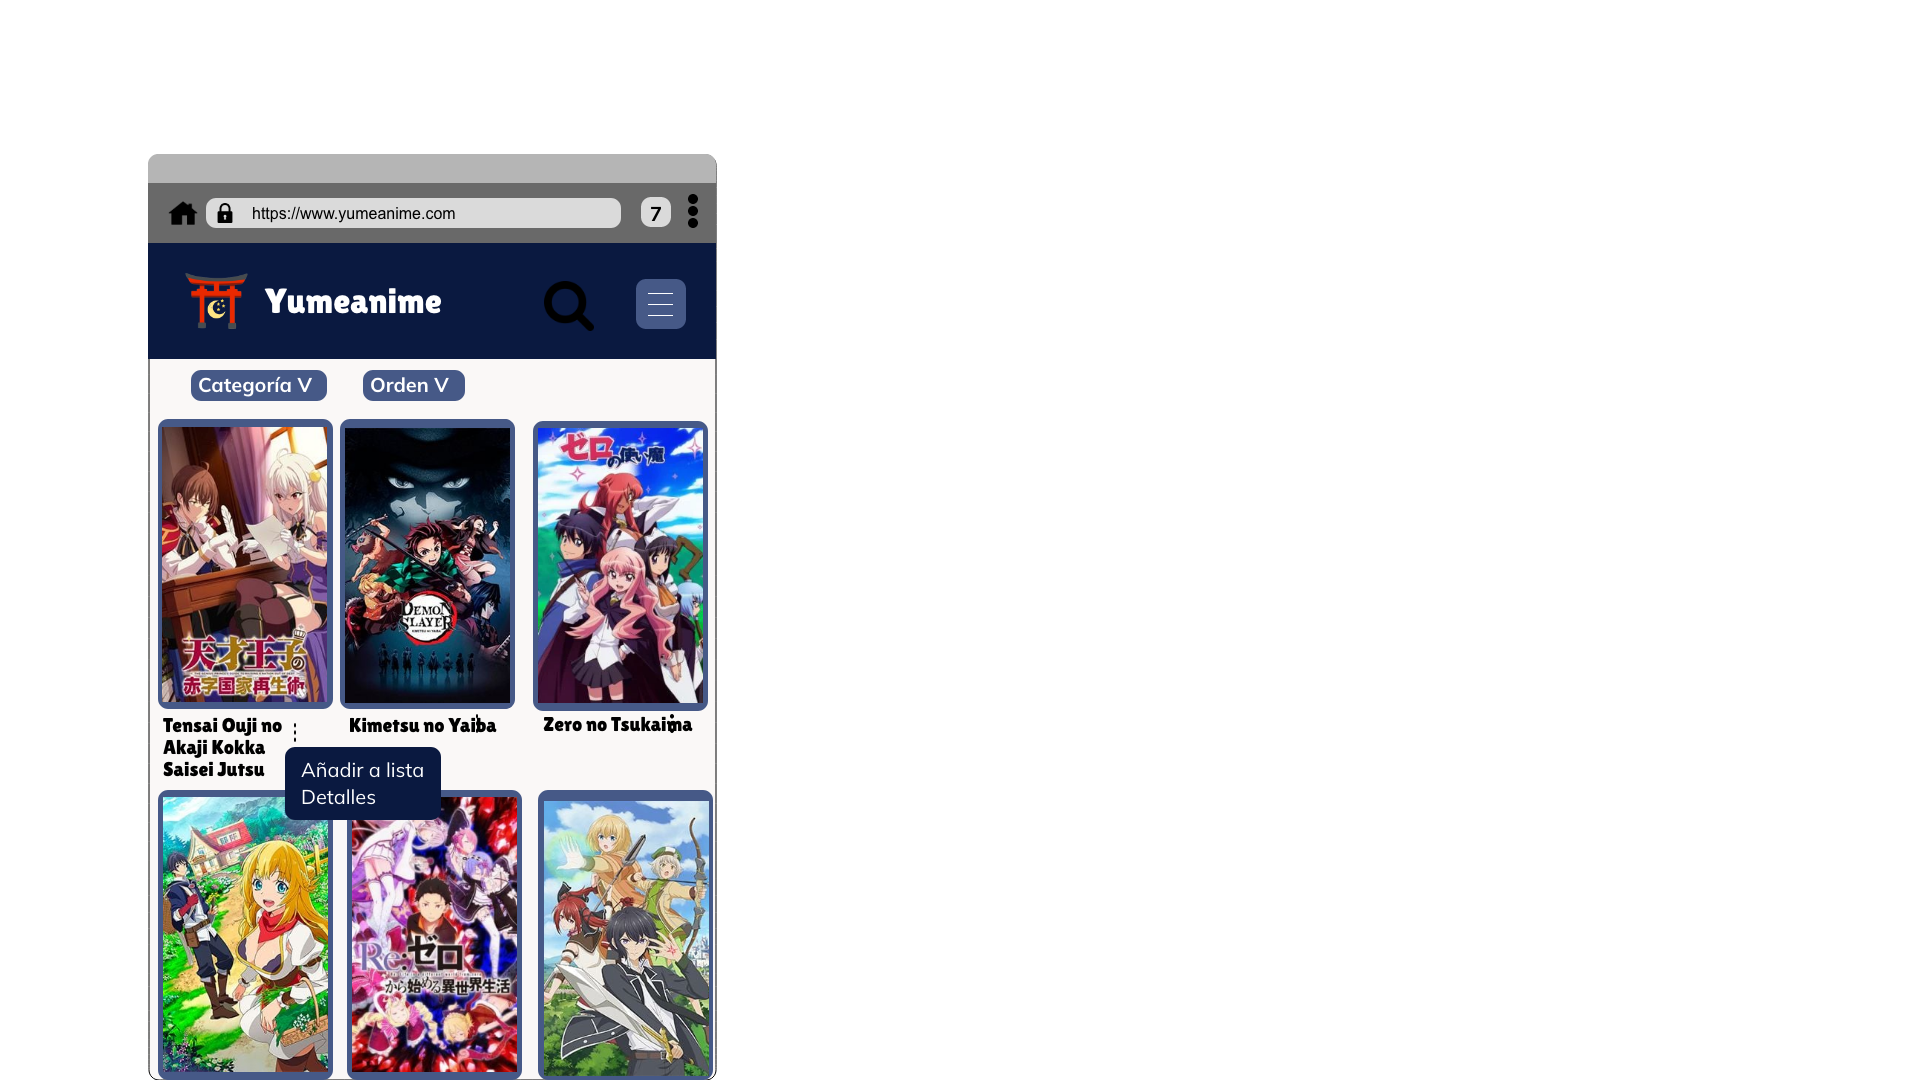 https://www.yumeanime.com
7
Yumeanime
Categoría V
Orden V
ゼロの使い魔
DEMON
SLAYER
KIMETSU NO YAIBA
天才王子の
赤字国家再生術
Tensai Ouji no
Akaji Kokka
Saisei Jutsu
Kimetsu no Yaiba
Zero no Tsukaima
Añadir a lista
Detalles
Re:ゼロ
から始める異世界生活